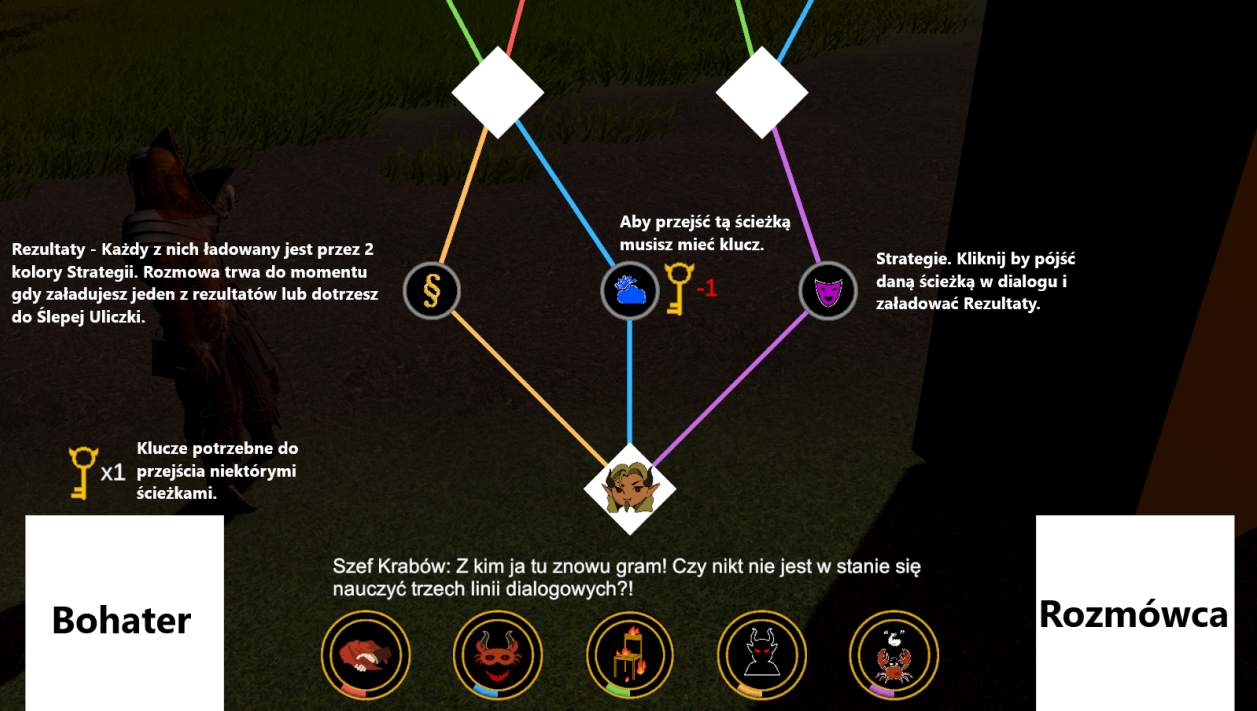 Aby przejść tą ścieżką
musisz mieć klucz.
-1
Rezultaty - Każdy z nich ładowany jest przez 2
kolory Strategii. Rozmowa trwa do momentu
gdy załadujesz jeden z rezultatów lub dotrzesz
do Ślepej Uliczki.
§
Strategie. Kliknij by pójść
daną ścieżką w dialogu i
załadować Rezultaty.
x1
Klucze potrzebne do
przejścia niektórymi
ścieżkami.
Szef Krabów: Z kim ja tu znowu gram! Czy nikt nie jest w stanie się
nauczyć trzech linii dialogowych?!
Bohater
Rozmówca